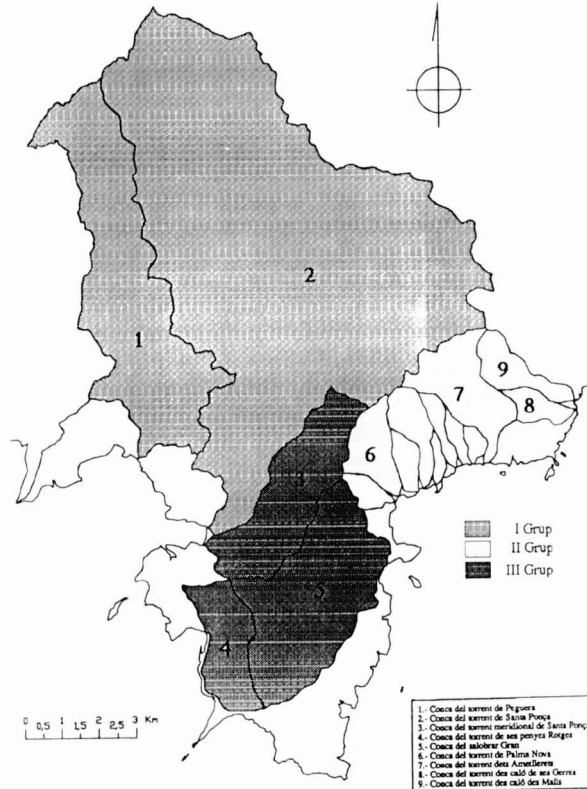 2
1
9
7
8
6
3
5
4
I Grup
II Grup
III Grup
0 0,5 1 1,5 2 2,5 3 Km
1.- Conca del torrent de Peguera
2.- Conca del torrent de Santa Ponça
3.- Conca del torrent meridional de Santa Ponç
4.- Conca del torrent de ses penyes Rotges
5.- Conca del salobrar Gran
6.- Conca del torrent de Palma Nova
7.- Conca del torrent dets Ametllerets
8.- Conca del torrent des caló de ses Gerres
9.- Conca del torrent des caló des Malls